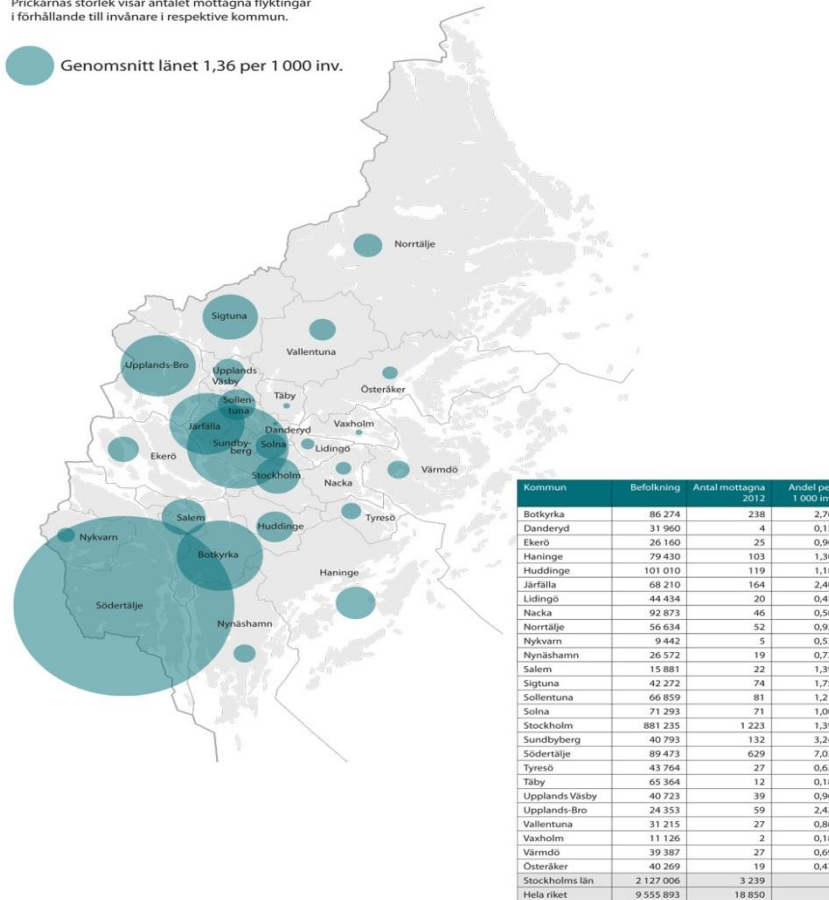 Prickarnas storlek visar antalet mottagna flyktingar
i förhållande till invånare i respektive kommun.
Genomsnitt länet 1,36 per 1 000 inv.
Norrtälje
Sigtuna
Vallentuna
Upplands-Bro
Upplands
Väsby
Österåker
Täby
Sollen-
tuna
Järfälla
Danderyd
Vaxholm
Sundby-
berg
Solna
Lidingö
Ekerö
Stockholm
Nacka
Värmdö
Salem
Huddinge
Tyresö
Nykvarn
Botkyrka
Haninge
Södertälje
Nynäshamn
Kommun Befolkning Antal mottagna
2012 Andel
1 000
Botkyrka 86 274 238
Danderyd 31 960 4
Ekerö 26 160 25
Haninge 79 430 103
Huddinge 101 010 119
Järfälla 68 210 164
Lidingö 44 434 20
Nacka 92 873 46
Norrtälje 56 634 52
Nykvarn 9 442 5
Nynäshamn 26 572 19
Salem 15 881 22
Sigtuna 42 272 74
Sollentuna 66 859 81
Solna 71 293 71
Stockholm 881 235 1 223
Sundbyberg 40 793 132
Södertälje 89 473 629
Tyresö 43 764 27
Täby 65 364 12
Upplands Väsby 40 723 39
Upplands-Bro 24 353 59
Vallentuna 31 215 27
Vaxholm 11 126 2
Värmdö 39 387 27
Österåker 40 269 19
Stockholms län 2 127 006 3 239
Hela riket 9 555 893 18 850